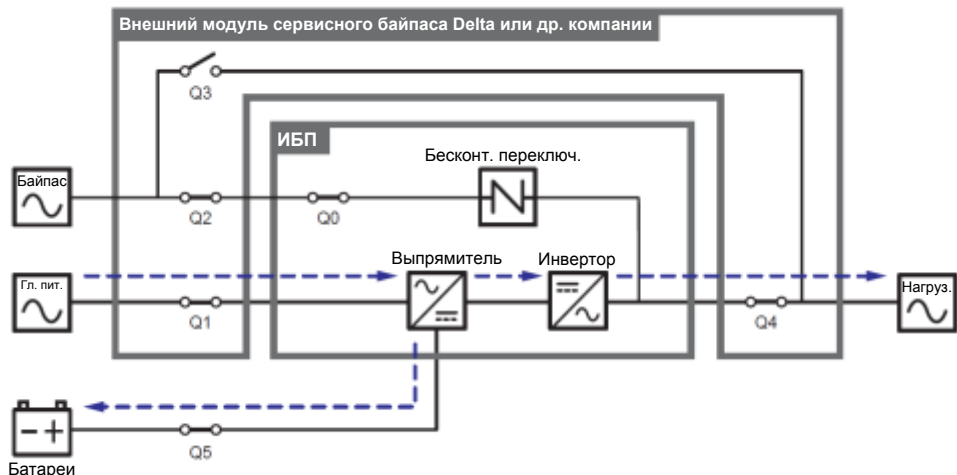 Внешний модуль сервисного байпаса Delta или др. компании
Q3
ИБП
Бесконт. переключ.
Байпас
Q2
Q0
Выпрямитель
Инвертор
Гл. пит.
Нагруз.
Q1
Q4
Q5
Батареи